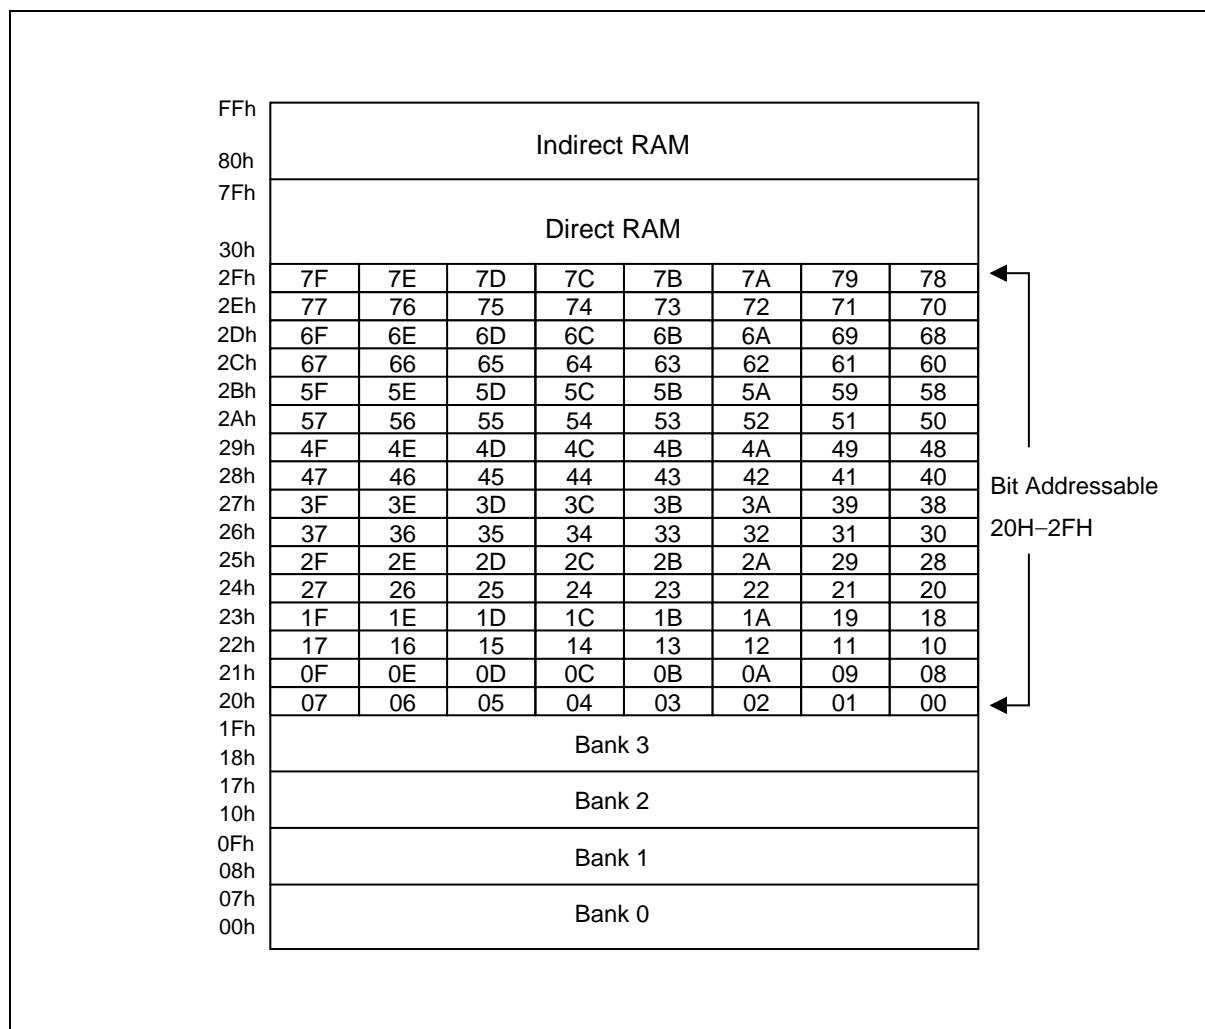 FFh
Indirect RAM
80h
7Fh
Direct RAM
30h
2Fh 7F 7E 7D 7C 7B 7A 79 78
2Eh 77 76 75 74 73 72 71 70
2Dh 6F 6E 6D 6C 6B 6A 69 68
2Ch 67 66 65 64 63 62 61 60
2Bh 5F 5E 5D 5C 5B 5A 59 58
2Ah 57 56 55 54 53 52 51 50
29h 4F 4E 4D 4C 4B 4A 49 48
28h 47 46 45 44 43 42 41 40
27h 3F 3E 3D 3C 3B 3A 39 38
26h 37 36 35 34 33 32 31 30
25h 2F 2E 2D 2C 2B 2A 29 28
24h 27 26 25 24 23 22 21 20
23h 1F 1E 1D 1C 1B 1A 19 18
22h 17 16 15 14 13 12 11 10
21h 0F 0E 0D 0C 0B 0A 09 08
20h 07 06 05 04 03 02 01 00
Bit Addressable
20H–2FH
1Fh
Bank 3
18h
17h
Bank 2
10h
0Fh
Bank 1
08h
07h
Bank 0
00h